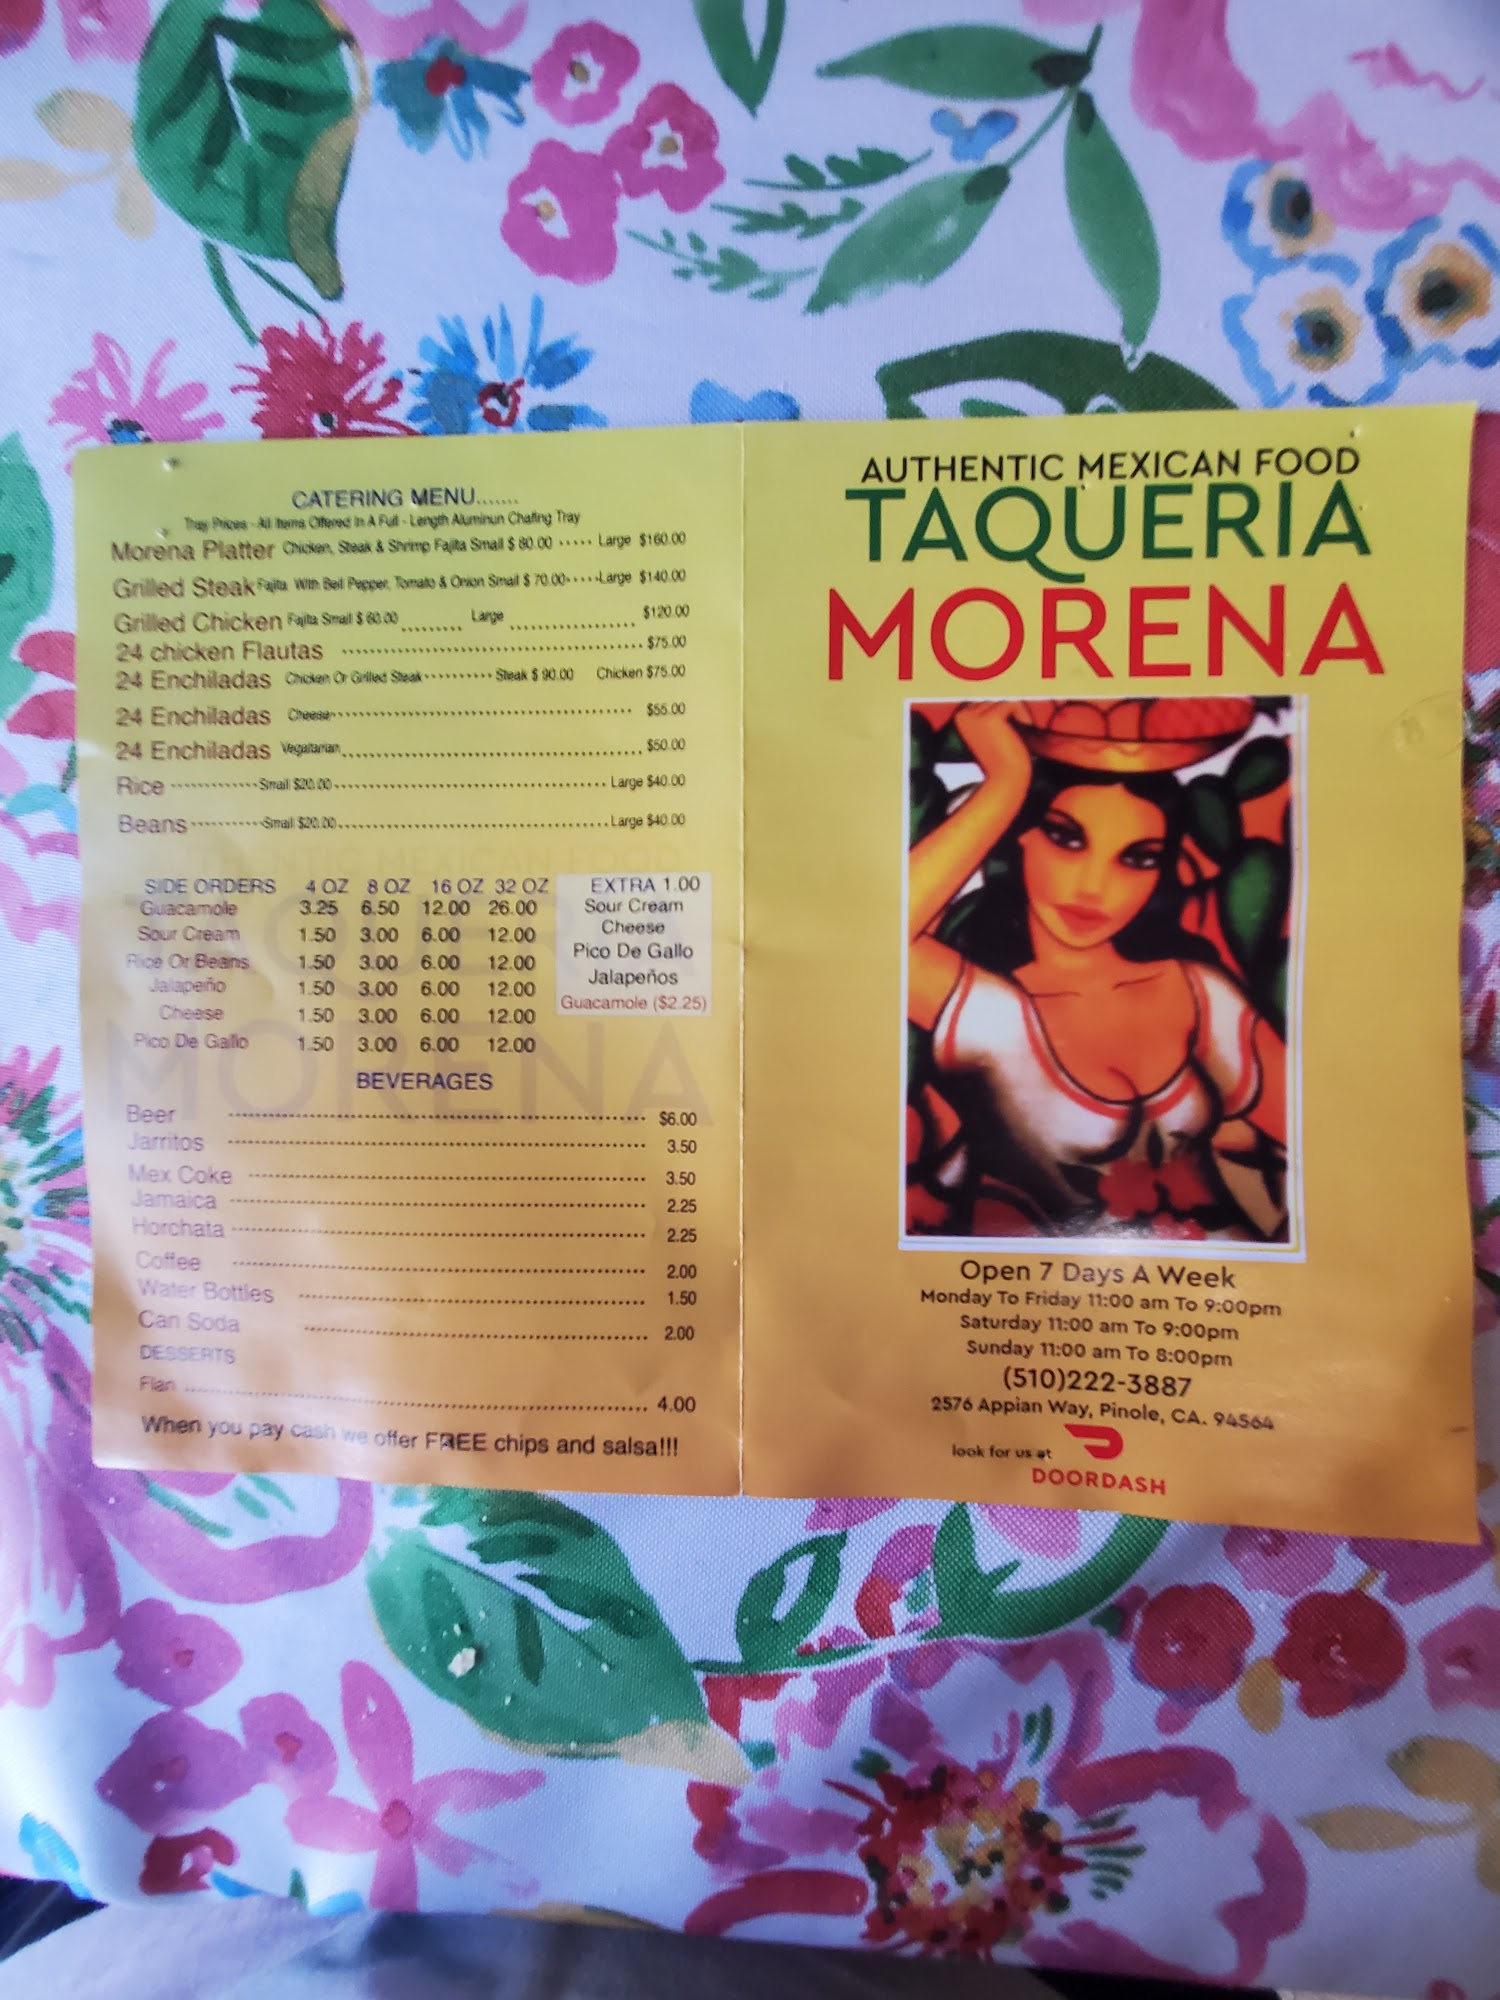 CATERING MENU.......
Tray Prices - All Items Offered In A Full - Length Aluminun Chafing Tray
Morena Platter Chicken, Steak & Shrimp Fajita Small $ 80.00 ..... Large $160.00
Grilled Steak Fajita With Bell Pepper, Tomato & Onion Small $ 70.00.....Large $140.00
Grilled Chicken Fajita Small $ 60.00 ......... Large .................... $120.00
24 chicken Flautas .................... $75.00
24 Enchiladas Chicken Or Grilled Steak.......... Steak $ 90.00 Chicken $75.00
24 Enchiladas Cheese.................... $55.00
24 Enchiladas Vegaitarian.................... $50.00
Rice .............Small $20.00.................... Large $40.00
Beans ...........Small $20.00....................Large $40.00
SIDE ORDERS 4 OZ 8 OZ 16 OZ 32 OZ
Guacamole 3.25 6.50 12.00 26.00
Sour Cream 1.50 3.00 6.00 12.00
Rice Or Beans 1.50 3.00 6.00 12.00
Jalapeño 1.50 3.00 6.00 12.00
Cheese 1.50 3.00 6.00 12.00
Pico De Gallo 1.50 3.00 6.00 12.00
EXTRA 1.00
Sour Cream
Cheese
Pico De Gallo
Jalapeños
Guacamole ($2.25)
BEVERAGES
Beer .................... $6.00
Jarritos .................... 3.50
Mex Coke .................... 3.50
Jamaica .................... 2.25
Horchata .................... 2.25
Coffee .................... 2.00
Water Bottles .................... 1.50
Can Soda .................... 2.00
DESSERTS
Flan .................... 4.00
When you pay cash we offer FREE chips and salsa!!!
AUTHENTIC MEXICAN FOOD
MORENA
AUTHENTIC MEXICAN FOOD
TAQUERIA
MORENA
Open 7 Days A Week
Monday To Friday 11:00 am To 9:00pm
Saturday 11:00 am To 9:00pm
Sunday 11:00 am To 8:00pm
(510)222-3887
2576 Appian Way, Pinole, CA. 94564
look for us at
DOORDASH